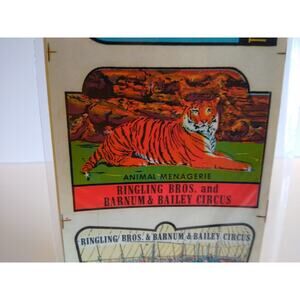 ANIMAL MENAGERIE
RINGLING BROS. and
BARNUM & BAILEY CIRCUS
RINGLING BROS. & BARNUM & BAILEY CIRCUS